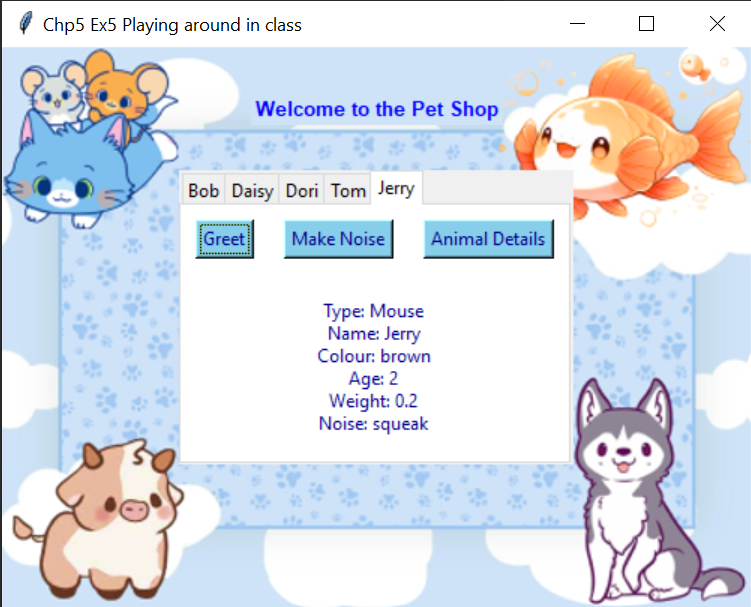 Chp5 Ex5 Playing around in class
Welcome to the Pet Shop
Bob Daisy Dori Tom Jerry
Greet Make Noise Animal Details
Type: Mouse
Name: Jerry
Colour: brown
Age: 2
Weight: 0.2
Noise: squeak